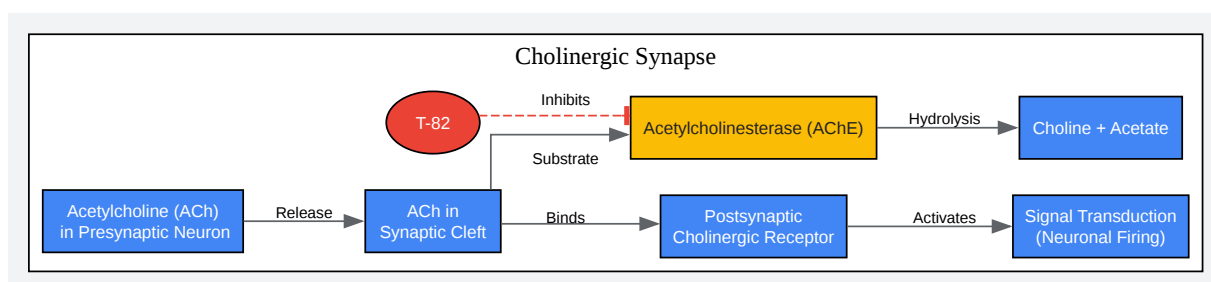 Cholinergic Synapse
T-82
Inhibits
Acetylcholinesterase (AChE)
Hydrolysis
Choline + Acetate
Substrate
Acetylcholine (ACh)
in Presynaptic Neuron
Release
ACh in
Synaptic Cleft
Binds
Postsynaptic
Cholinergic Receptor
Activates
Signal Transduction
(Neuronal Firing)